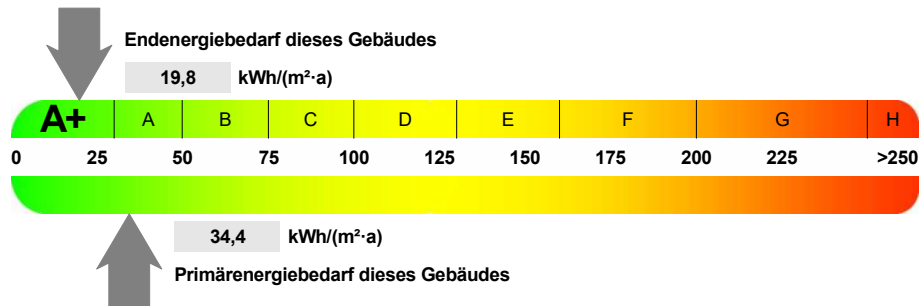 Endenergiebedarf dieses Gebäudes
19,8 kWh/(m²·a)
A+ A B C D E F G H
0 25 50 75 100 125 150 175 200 225 >250
34,4 kWh/(m²·a)
Primärenergiebedarf dieses Gebäudes